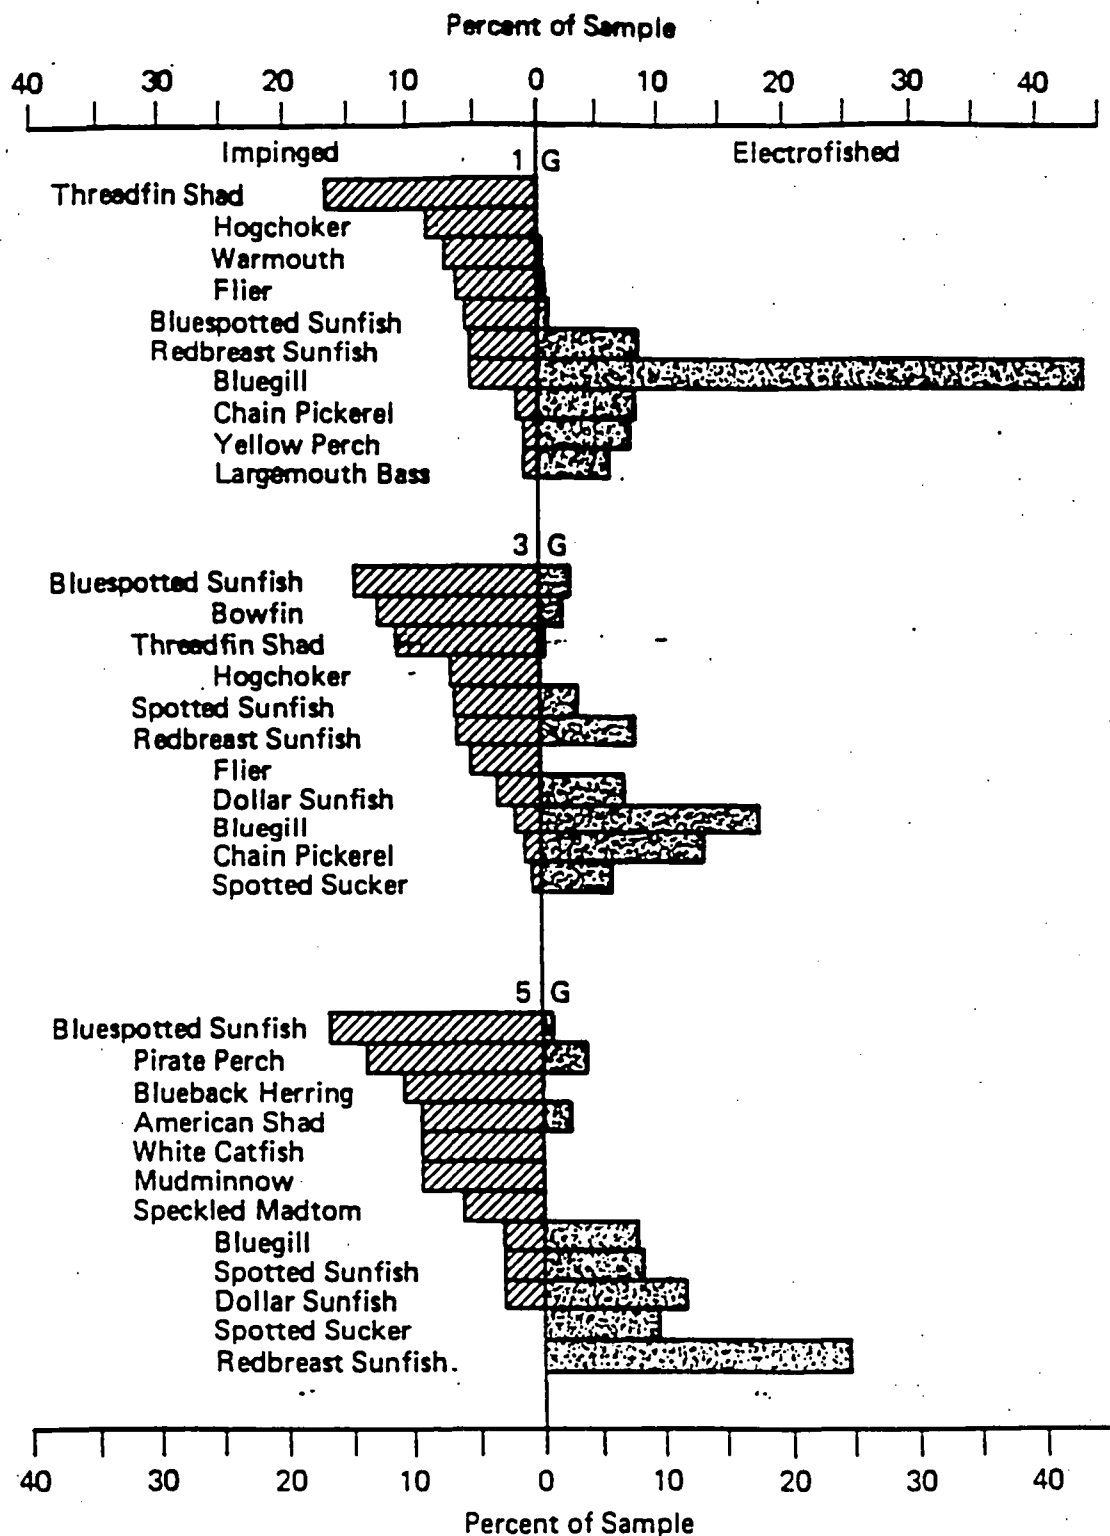 Percent of Sample
40 30 20 10 0 10 20 30 40
Impinged 1 G Electrofished
Threadfin Shad
Hogchoker
Warmouth
Flier
Bluespotted Sunfish
Redbreast Sunfish
Bluegill
Chain Pickerel
Yellow Perch
Largemouth Bass
3 G
Bluespotted Sunfish
Bowfin
Threadfin Shad
Hogchoker
Spotted Sunfish
Redbreast Sunfish
Flier
Dollar Sunfish
Bluegill
Chain Pickerel
Spotted Sucker
5 G
Bluespotted Sunfish
Pirate Perch
Blueback Herring
American Shad
White Catfish
Mudminnow
Speckled Madtom
Bluegill
Spotted Sunfish
Dollar Sunfish
Spotted Sucker
Redbreast Sunfish.
40 30 20 10 0 10 20 30 40
Percent of Sample